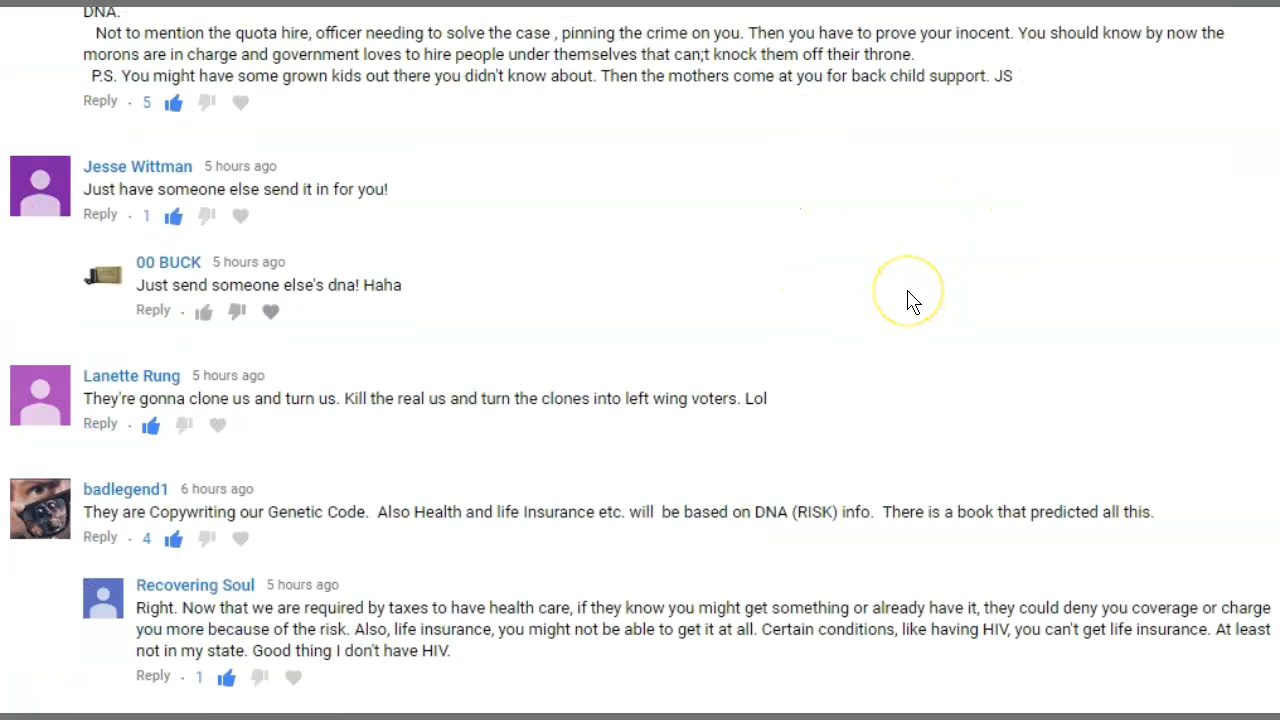 DNA.
Not to mention the quota hire, officer needing to solve the case , pinning the crime on you. Then you have to prove your inocent. You should know by now the
morons are in charge and government loves to hire people under themselves that can;t knock them off their throne.
P.S. You might have some grown kids out there you didn't know about. Then the mothers come at you for back child support. JS
Reply . 5
Jesse Wittman 5 hours ago
Just have someone else send it in for you!
Reply . 1
00 BUCK 5 hours ago
Just send someone else's dna! Haha
Reply .
Lanette Rung 5 hours ago
They're gonna clone us and turn us. Kill the real us and turn the clones into left wing voters. Lol
Reply .
badlegend1 6 hours ago
They are Copywriting our Genetic Code. Also Health and life Insurance etc. will be based on DNA (RISK) info. There is a book that predicted all this.
Reply . 4
Recovering Soul 5 hours ago
Right. Now that we are required by taxes to have health care, if they know you might get something or already have it, they could deny you coverage or charge
you more because of the risk. Also, life insurance, you might not be able to get it at all. Certain conditions, like having HIV, you can't get life insurance. At least
not in my state. Good thing I don't have HIV.
Reply . 1